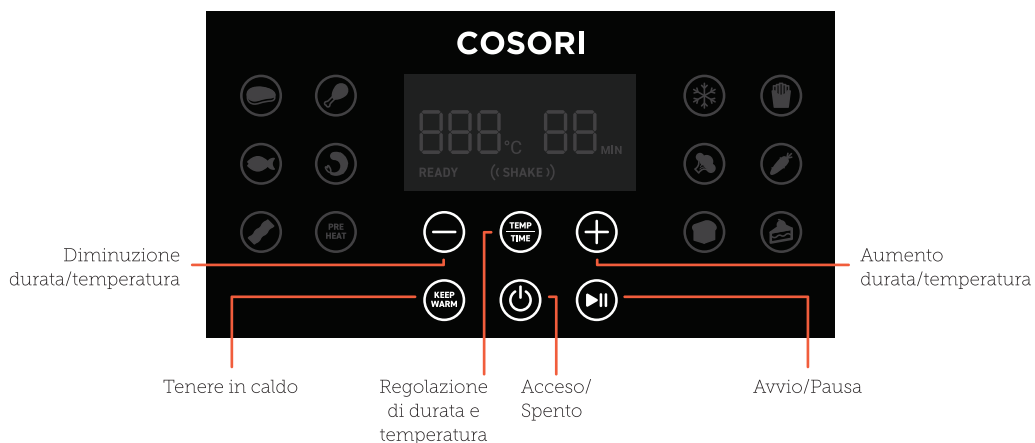 COSORI
888 °C 88 MIN
READY ((SHAKE))
PRE
HEAT
TEMP
TIME
KEEP
WARM
Diminuzione
durata/temperatura
Aumento
durata/temperatura
Tenere in caldo
Regolazione
di durata e
temperatura
Acceso/
Spento
Avvio/Pausa